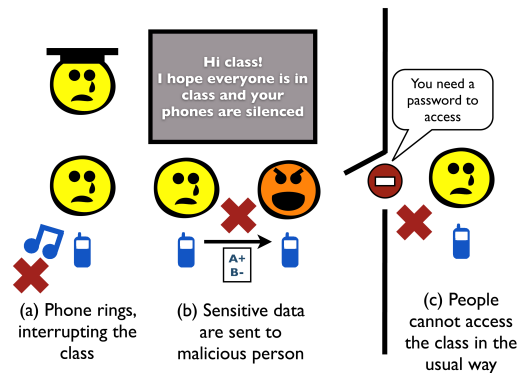 Hi class!
I hope everyone is in
class and your
phones are silenced
You need a
password to
access
A+
B-
(a) Phone rings,
interrupting the
class
(b) Sensitive data
are sent to
malicious person
(c) People
cannot access
the class in the
usual way